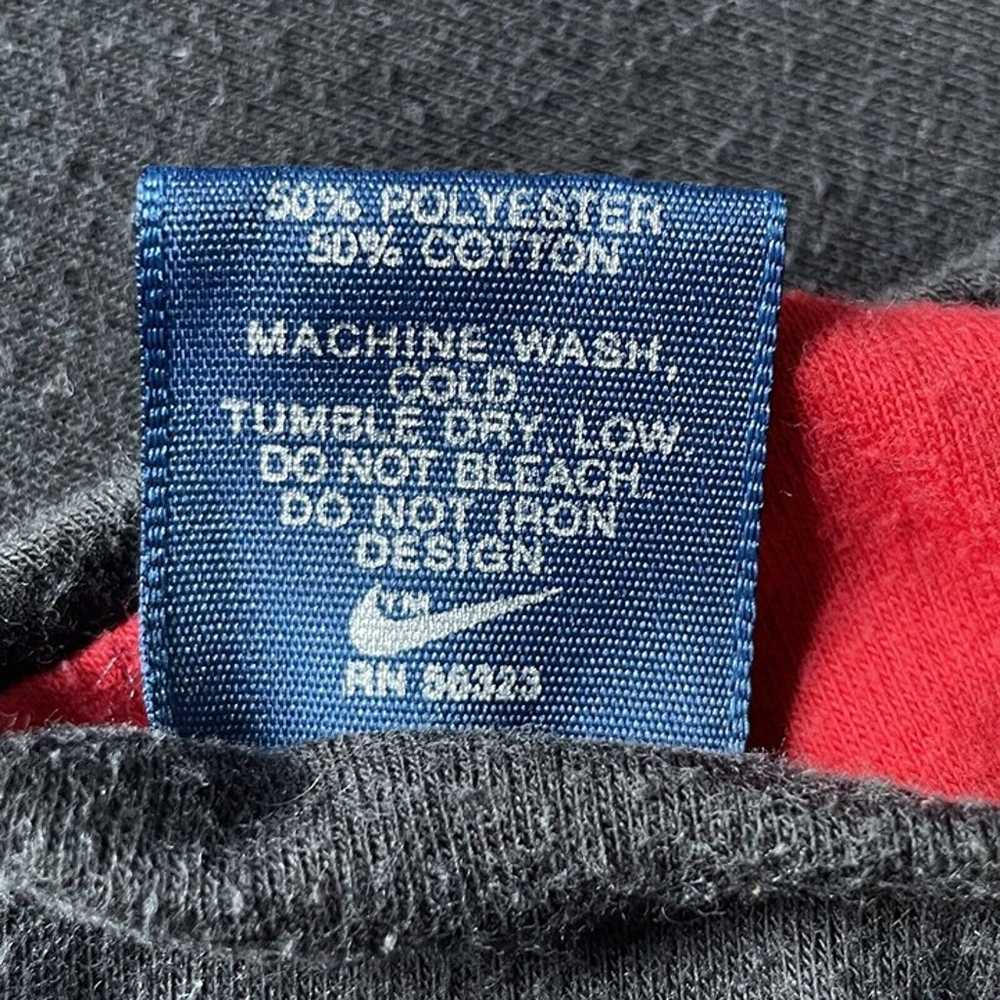 50% POLYESTER
50% COTTON
MACHINE WASH,
COLD.
TUMBLE DRY, LOW.
DO NOT BLEACH.
DO NOT IRON
DESIGN.
TM
RN 56323